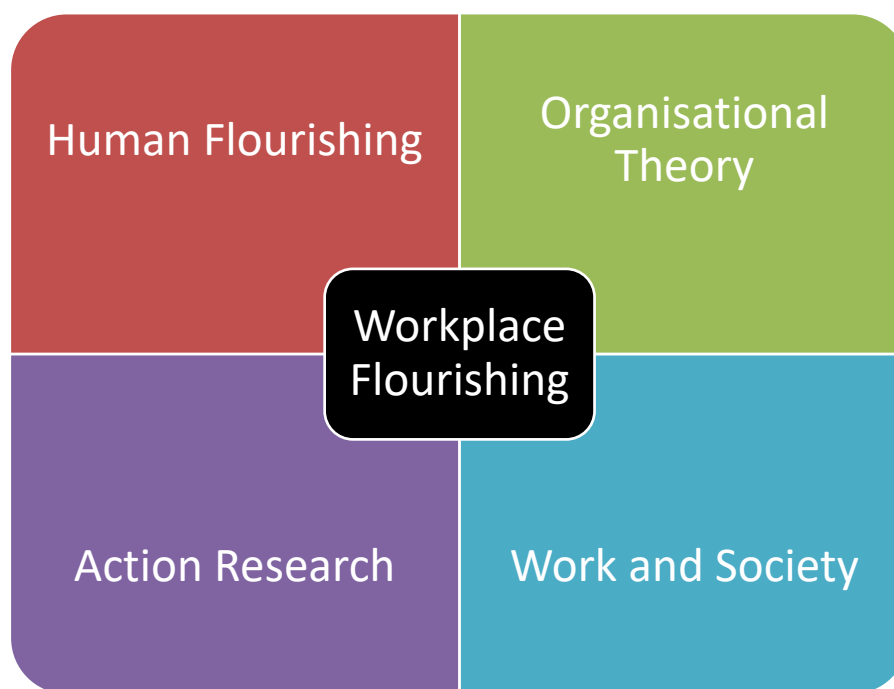 Human Flourishing
Organisational
Theory
Workplace
Flourishing
Action Research
Work and Society